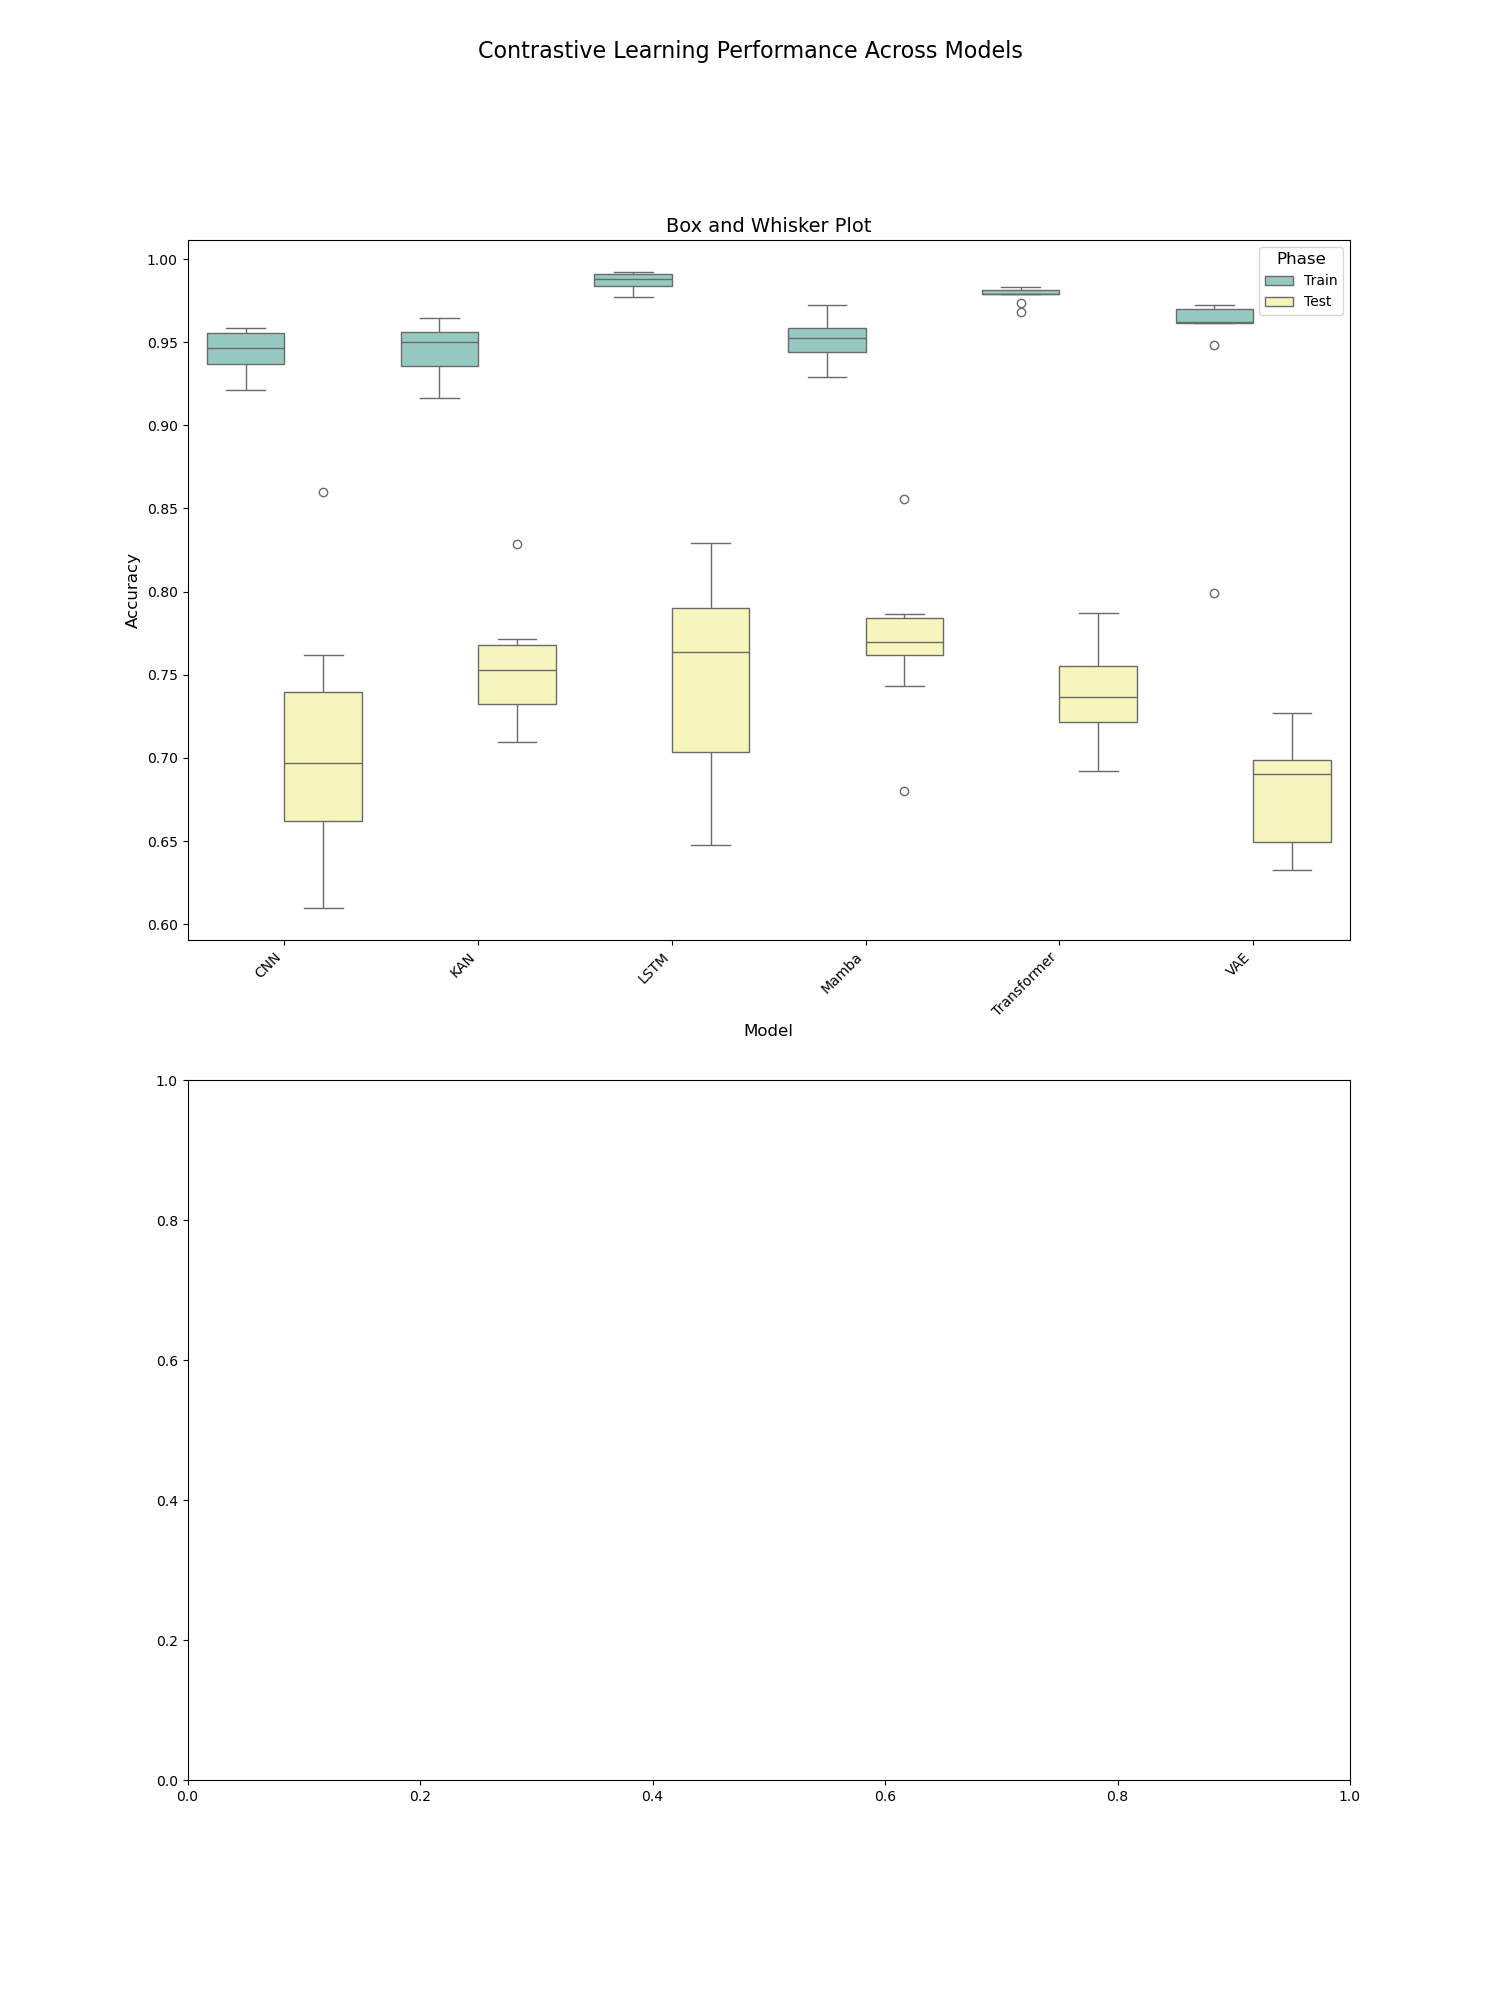 Contrastive Learning Performance Across Models
Box and Whisker Plot
Phase
Train
Test
1.00
0.95
0.90
0.85
0.80
0.75
0.70
0.65
0.60
Accuracy
CNN
KAN
LSTM
Mamba
Transformer
VAE
Model
1.0
0.8
0.6
0.4
0.2
0.0
0.0 0.2 0.4 0.6 0.8 1.0